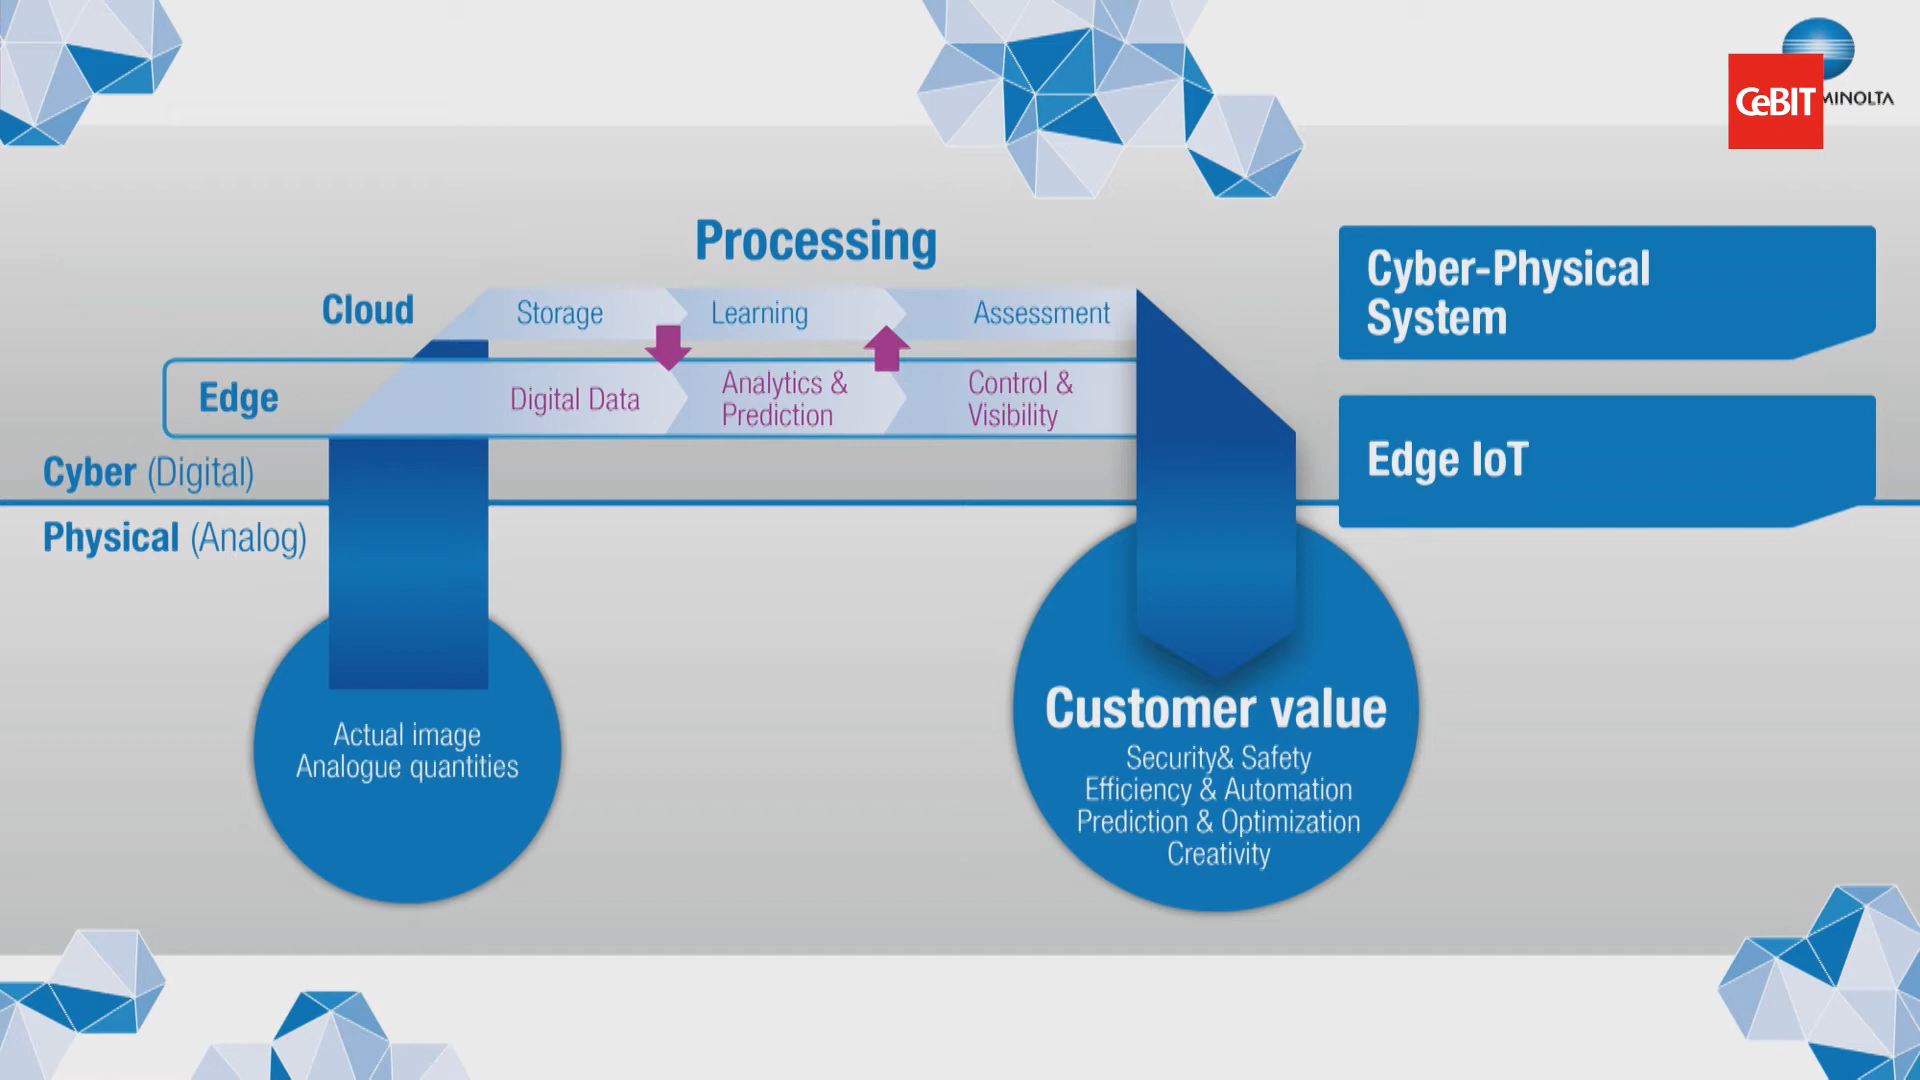 CeBIT
MINOLTA
Processing
Cloud
Storage
Learning
Assessment
Edge
Digital Data
Analytics &
Prediction
Control &
Visibility
Cyber (Digital)
Physical (Analog)
Cyber-Physical
System
Edge IoT
Actual image
Analogue quantities
Customer value
Security& Safety
Efficiency & Automation
Prediction & Optimization
Creativity